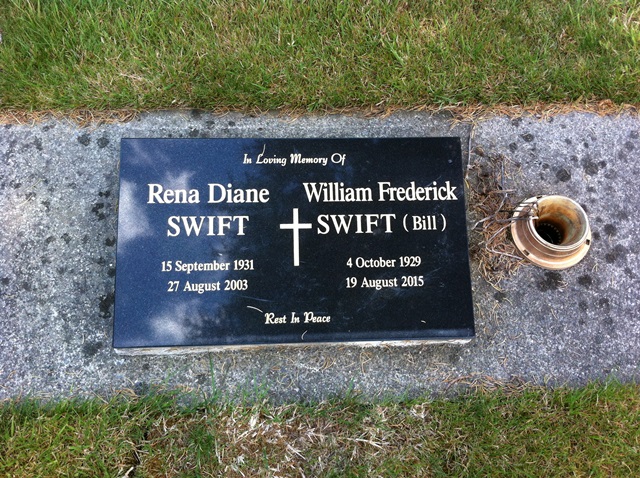 In Loving Memory Of
Rena Diane
SWIFT
15 September 1931
27 August 2003
William Frederick
SWIFT (Bill)
4 October 1929
19 August 2015
Rest In Peace